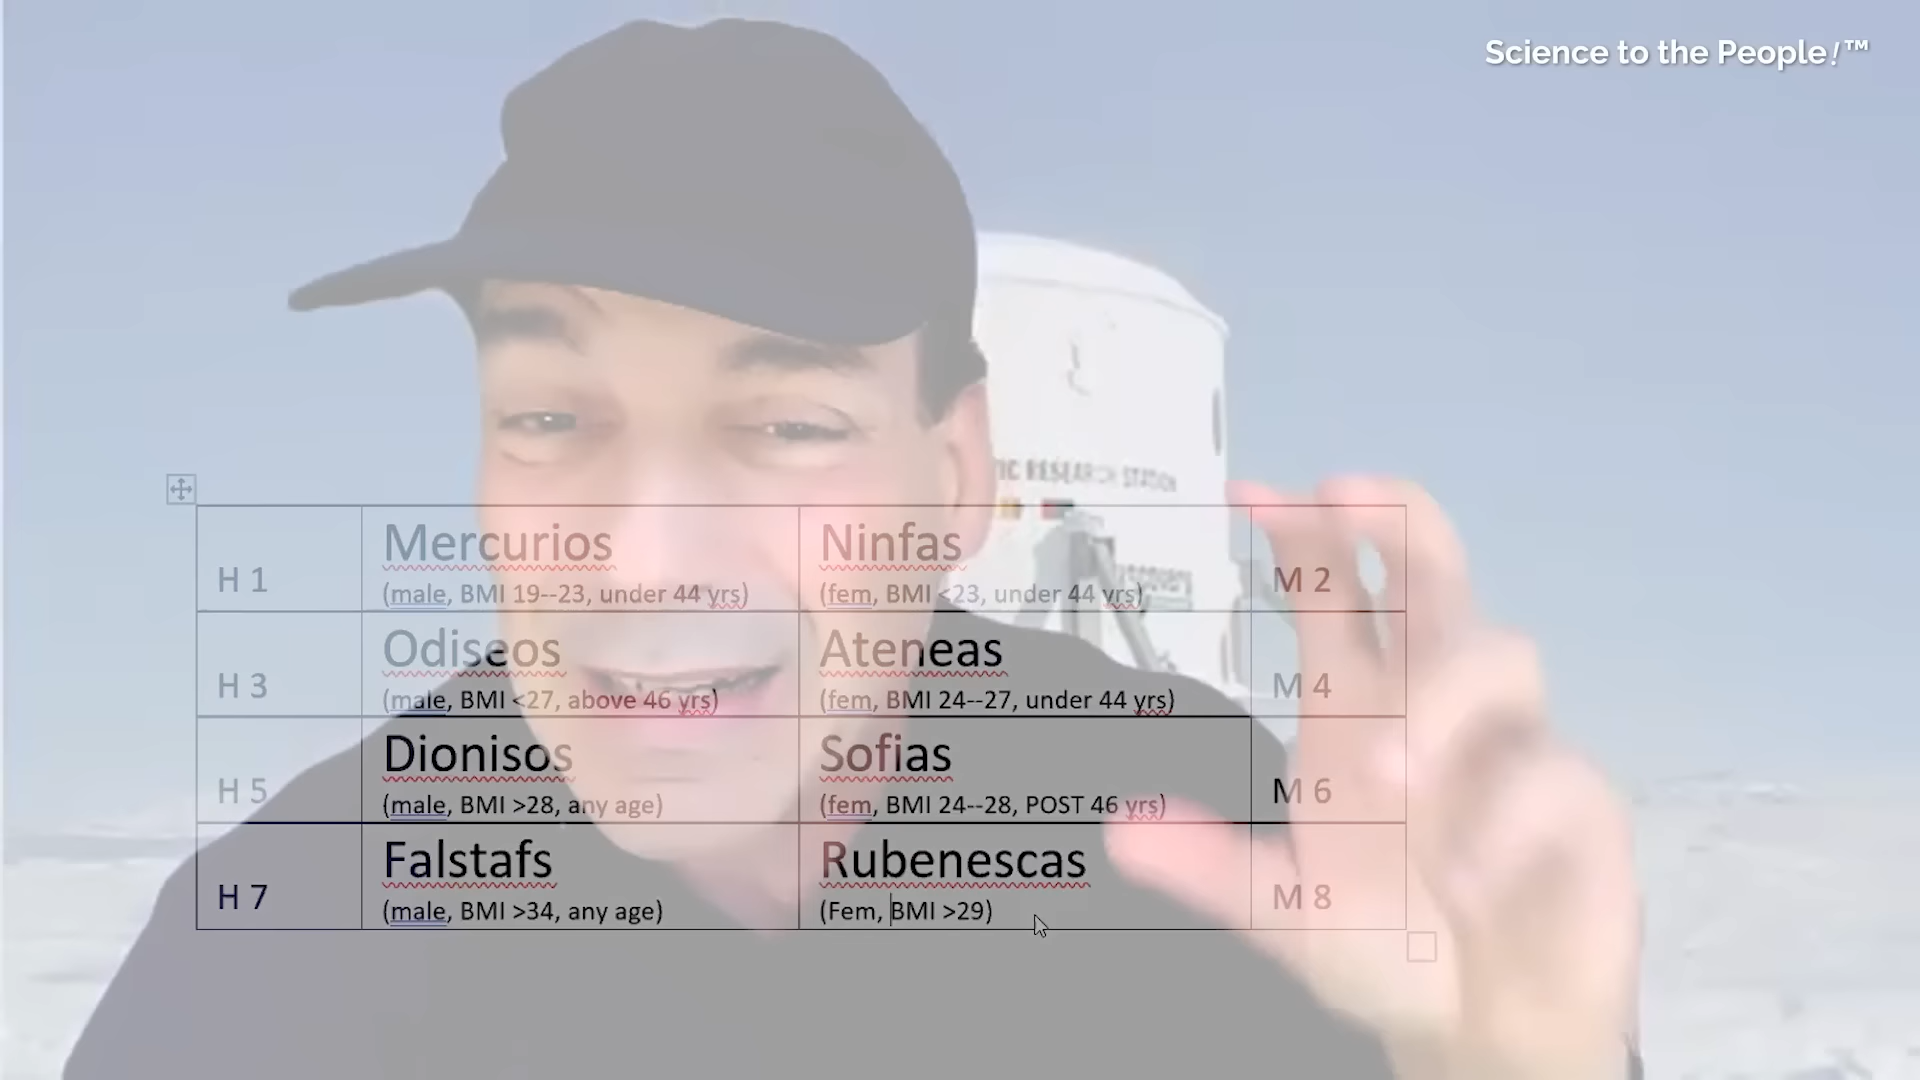 Science to the People!™
IC RESEARCH STATION
H 1
Mercurios
(male, BMI 19--23, under 44 yrs)
Ninfas
(fem, BMI <23, under 44 yrs)
M 2
H 3
Odiseos
(male, BMI <27, above 46 yrs)
Ateneas
(fem, BMI 24--27, under 44 yrs)
M 4
H 5
Dionisos
(male, BMI >28, any age)
Sofias
(fem, BMI 24--28, POST 46 yrs)
M 6
H 7
Falstafs
(male, BMI >34, any age)
Rubenescas
(Fem, BMI >29)
M 8